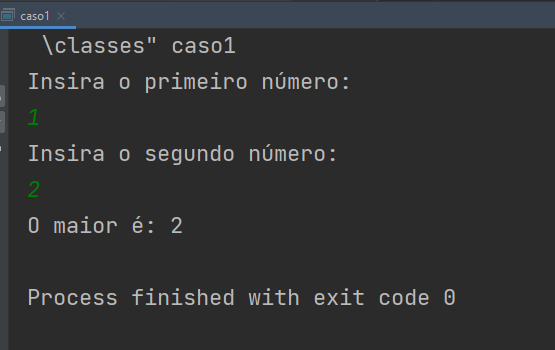 caso1
\classes" caso1
Insira o primeiro número:
1
Insira o segundo número:
2
O maior é: 2
Process finished with exit code 0